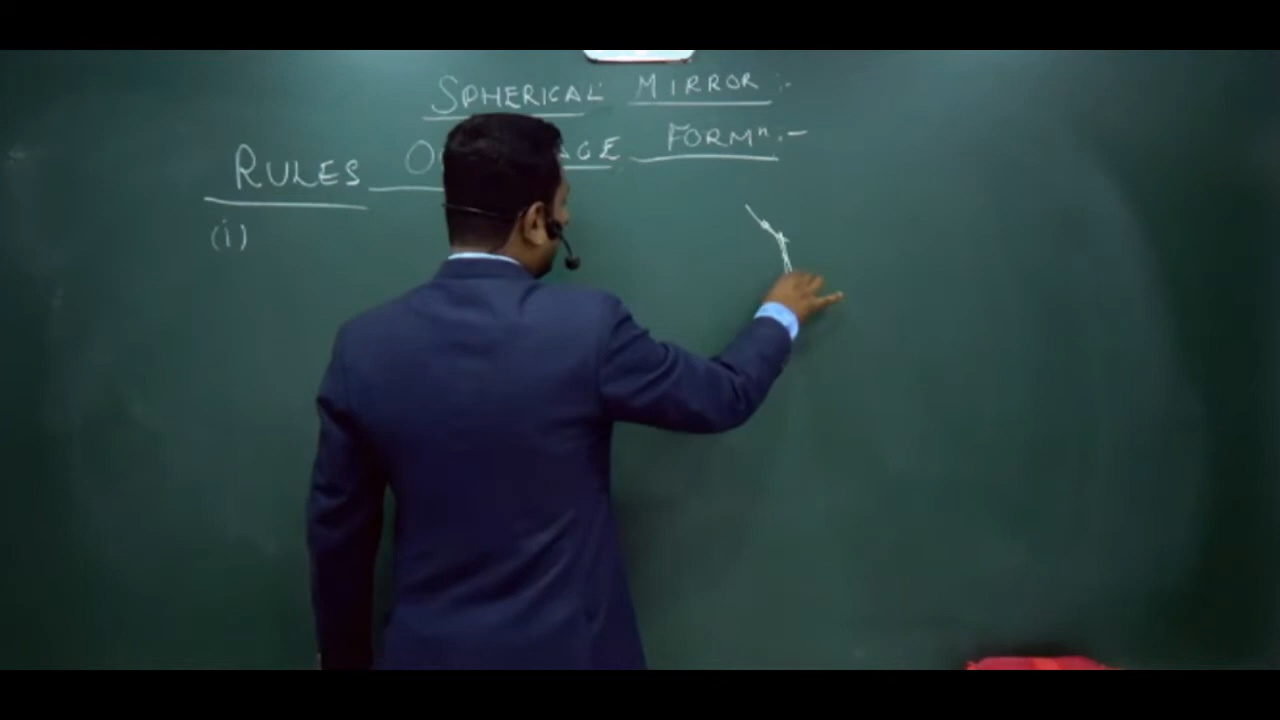 SPHERICAL MIRROR :-
RULES FORMⁿ :-
(i)